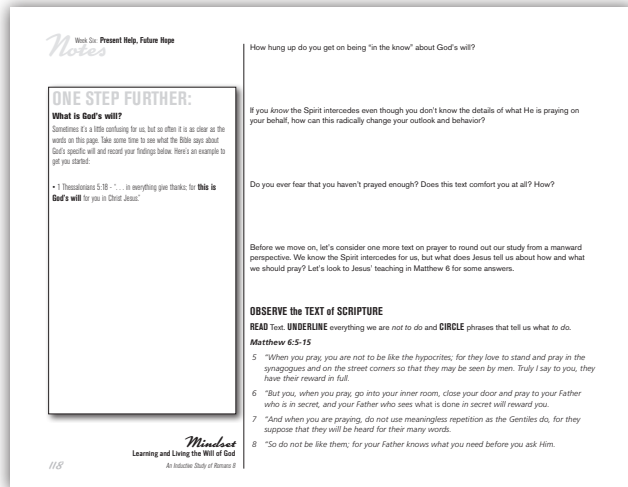 Notes
Week Six: Present Help, Future Hope
ONE STEP FURTHER:
What is God's will?
Sometimes it's a little confusing for us, but so often it is as clear as the
words on this page. Take some time to see what the Bible says about
God's specific will and record your findings below. Here's an example to
get you started:
• 1 Thessalonians 5:18 - ". . . in everything give thanks; for this is
God's will for you in Christ Jesus."
Mindset
Learning and Living the Will of God
An Inductive Study of Romans 8
118
How hung up do you get on being "in the know" about God's will?
If you know the Spirit intercedes even though you don't know the details of what He is praying on
your behalf, how can this radically change your outlook and behavior?
Do you ever fear that you haven't prayed enough? Does this text comfort you at all? How?
Before we move on, let's consider one more text on prayer to round out our study from a manward
perspective. We know the Spirit intercedes for us, but what does Jesus tell us about how and what
we should pray? Let's look to Jesus' teaching in Matthew 6 for some answers.
OBSERVE the TEXT of SCRIPTURE
READ Text. UNDERLINE everything we are not to do and CIRCLE phrases that tell us what to do.
Matthew 6:5-15
5 "When you pray, you are not to be like the hypocrites; for they love to stand and pray in the
synagogues and on the street corners so that they may be seen by men. Truly I say to you, they
have their reward in full.
6 "But you, when you pray, go into your inner room, close your door and pray to your Father
who is in secret, and your Father who sees what is done in secret will reward you.
7 "And when you are praying, do not use meaningless repetition as the Gentiles do, for they
suppose that they will be heard for their many words.
8 "So do not be like them; for your Father knows what you need before you ask Him.